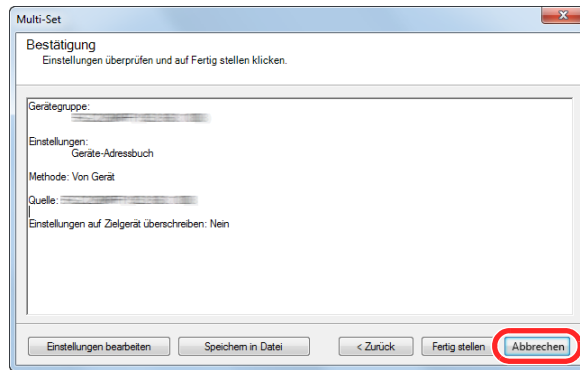 Multi-Set
Bestätigung
Einstellungen überprüfen und auf Fertig stellen klicken.
Gerätegruppe:
Einstellungen:
Geräte-Adressbuch
Methode: Von Gerät
Quelle:
Einstellungen auf Zielgerät überschreiben: Nein
Einstellungen bearbeiten Speichern in Datei < Zurück Fertig stellen Abbrechen